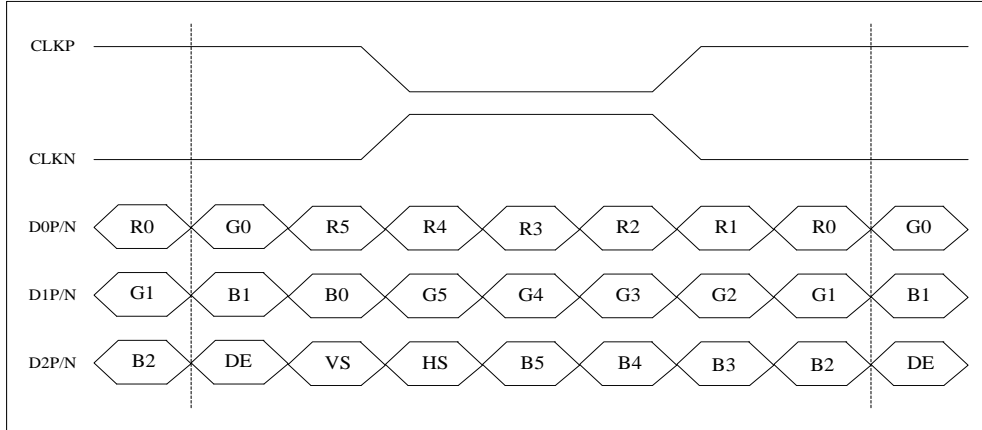 CLKP
CLKN
D0P/N R0 G0 R5 R4 R3 R2 R1 R0 G0
D1P/N G1 B1 B0 G5 G4 G3 G2 G1 B1
D2P/N B2 DE VS HS B5 B4 B3 B2 DE